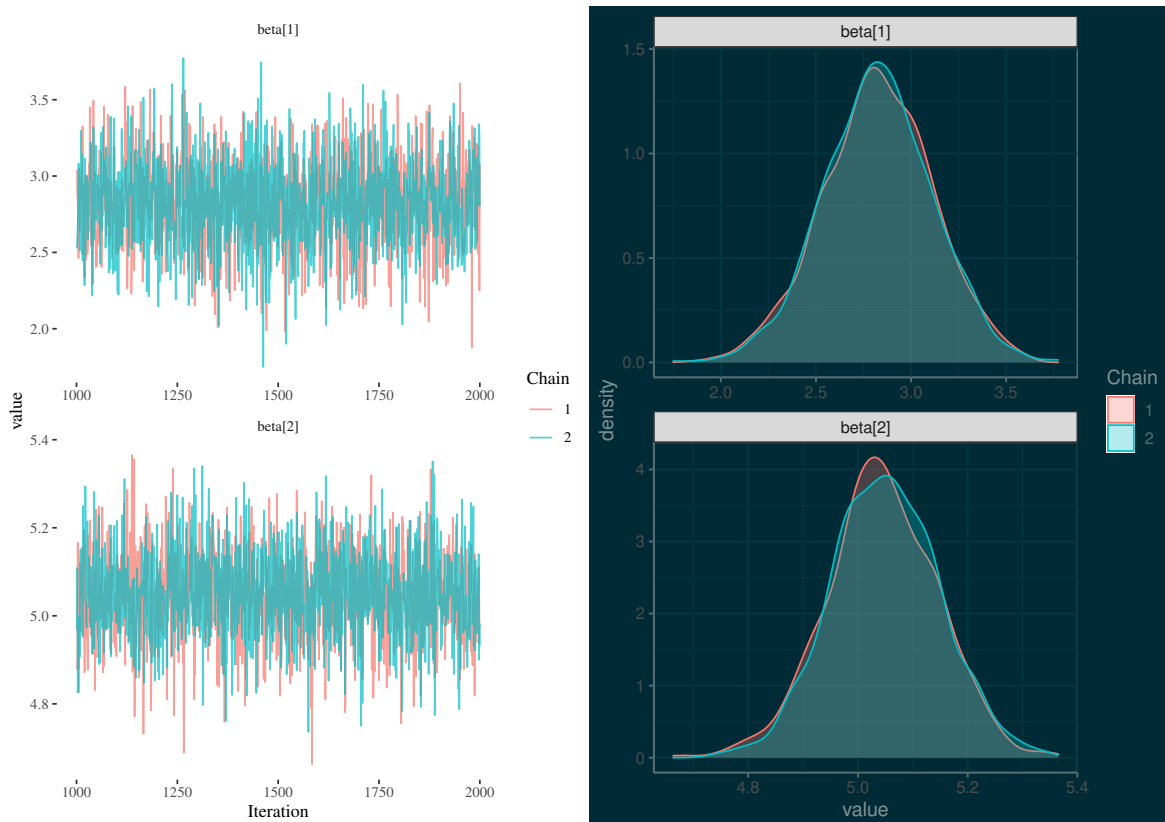 beta[1]
3.5
3.0
2.5
2.0
1000 1250 1500 1750 2000
value
beta[2]
5.4
5.2
5.0
4.8
1000 1250 1500 1750 2000
Iteration
Chain
1
2
beta[1]
1.5
1.0
0.5
0.0
2.0 2.5 3.0 3.5
density
beta[2]
4
3
2
1
0
4.8 5.0 5.2 5.4
value
Chain
1
2